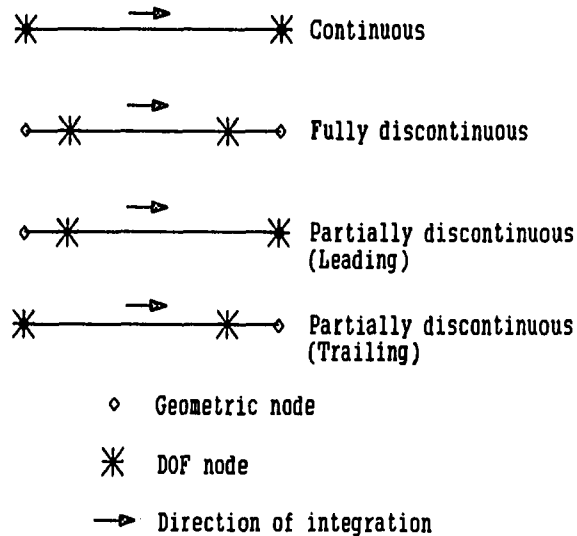 Continuous
Fully discontinuous
Partially discontinuous
(Leading)
Partially discontinuous
(Trailing)
Geometric node
DOF node
Direction of integration